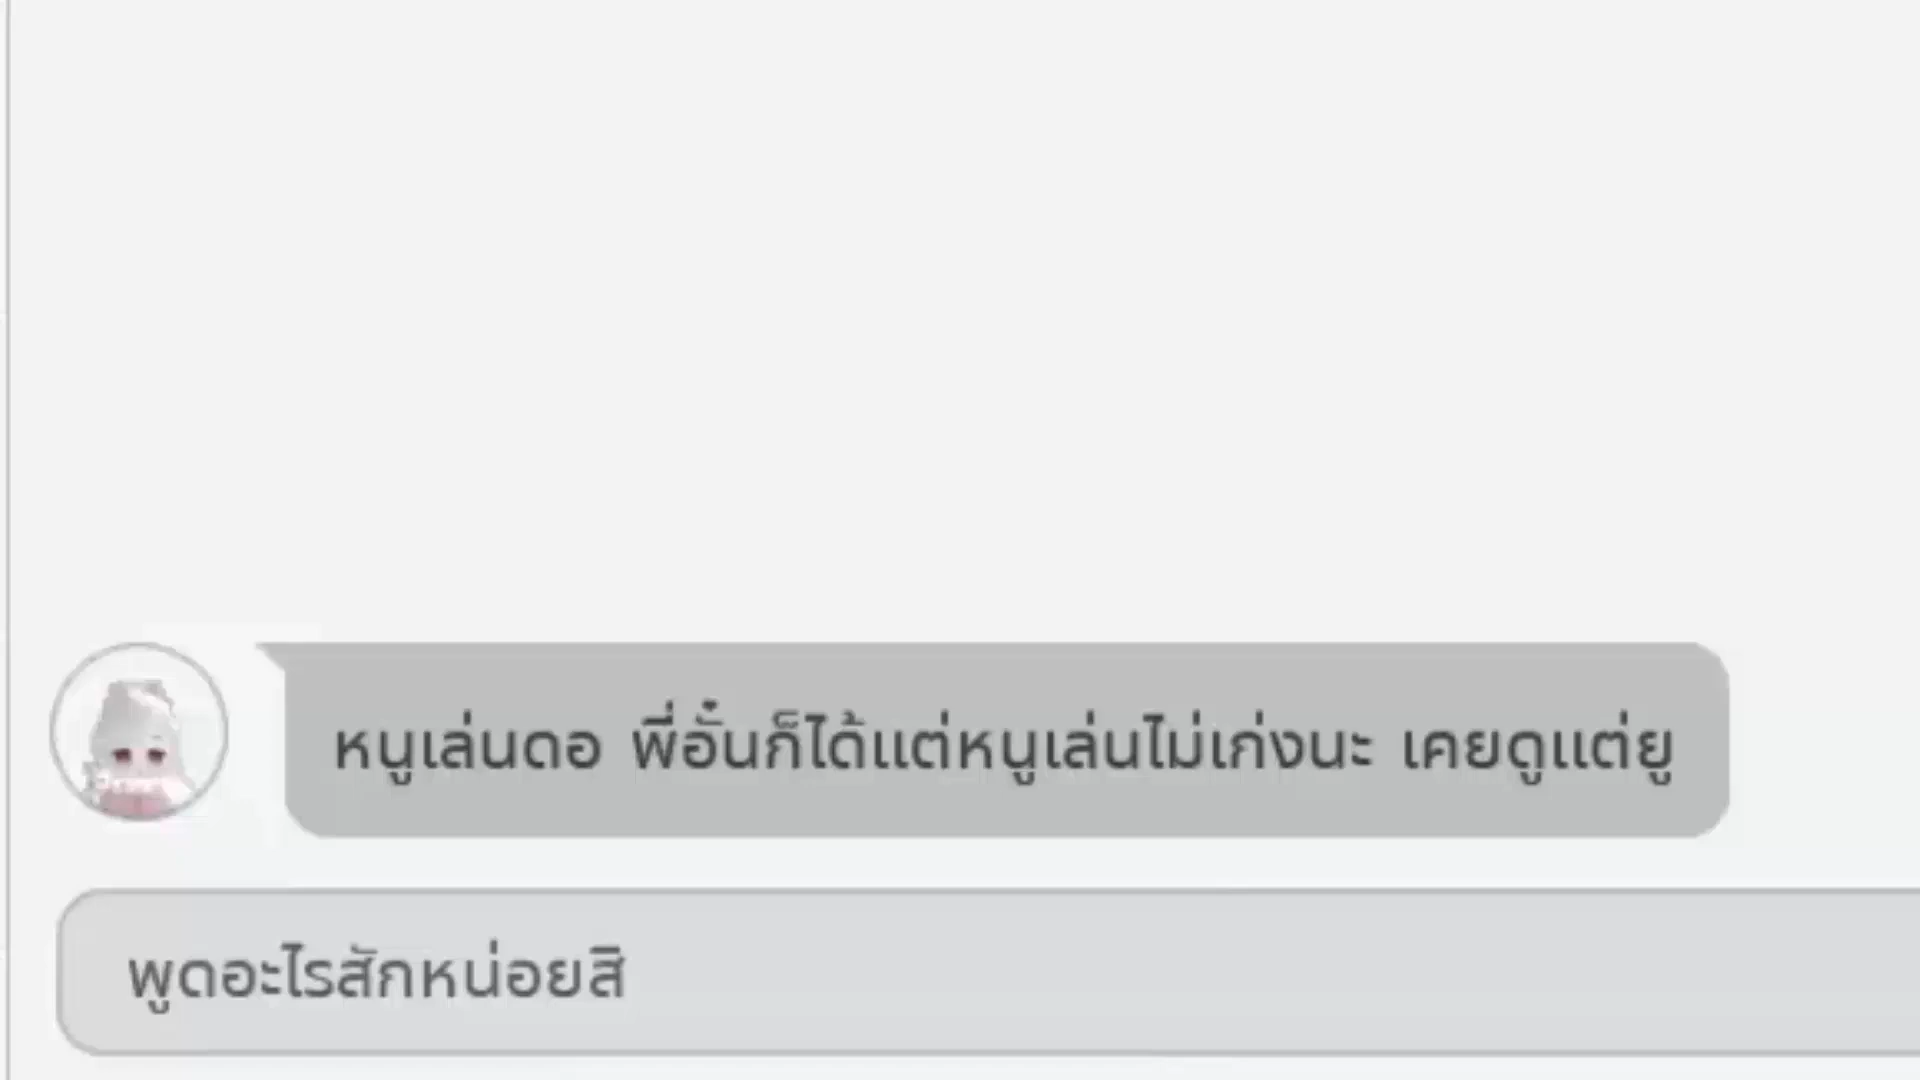 หนูเล่นดอ พี่อั๋นก็ได้แต่หนูเล่นไม่เก่งนะ เคยดูแต่ยู
พูดอะไรสักหน่อยสิ